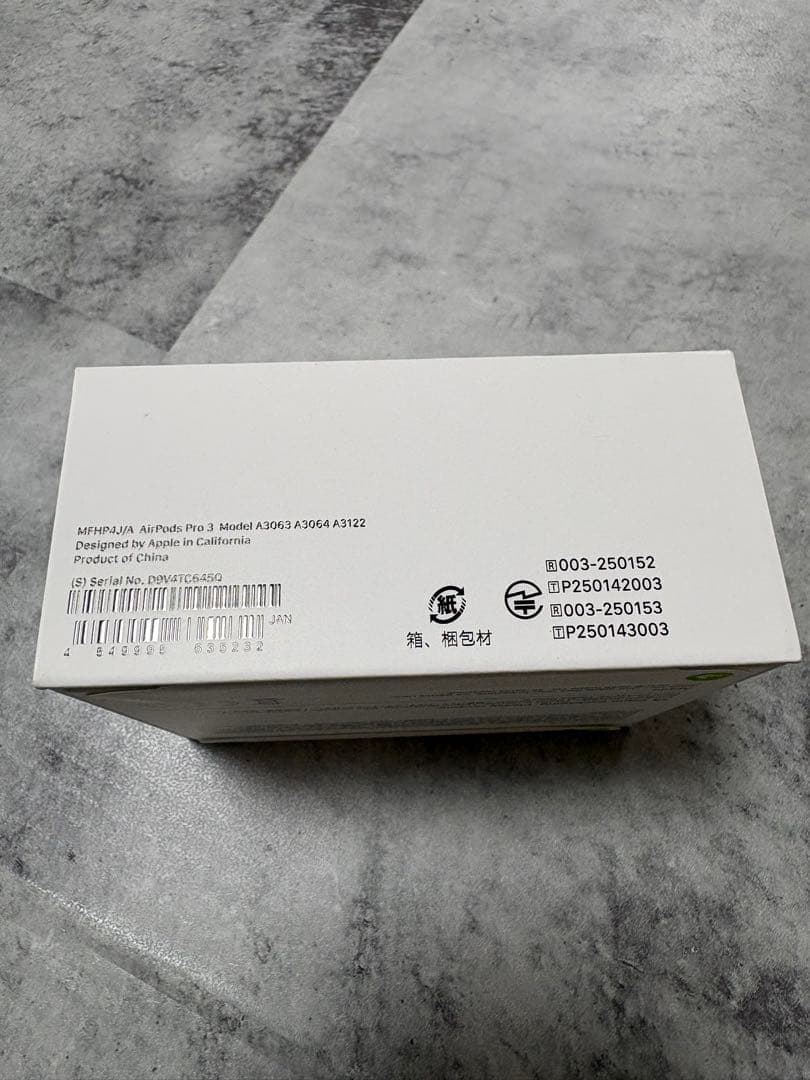 MFHP4J/A AirPods Pro 3 Model A3063 A3064 A3122
Designed by Apple in California
Product of China
(S) Serial No. D9V4TC645Q
JAN
4 549995 635232
紙
箱、梱包材
R003-250152
TP250142003
R003-250153
TP250143003